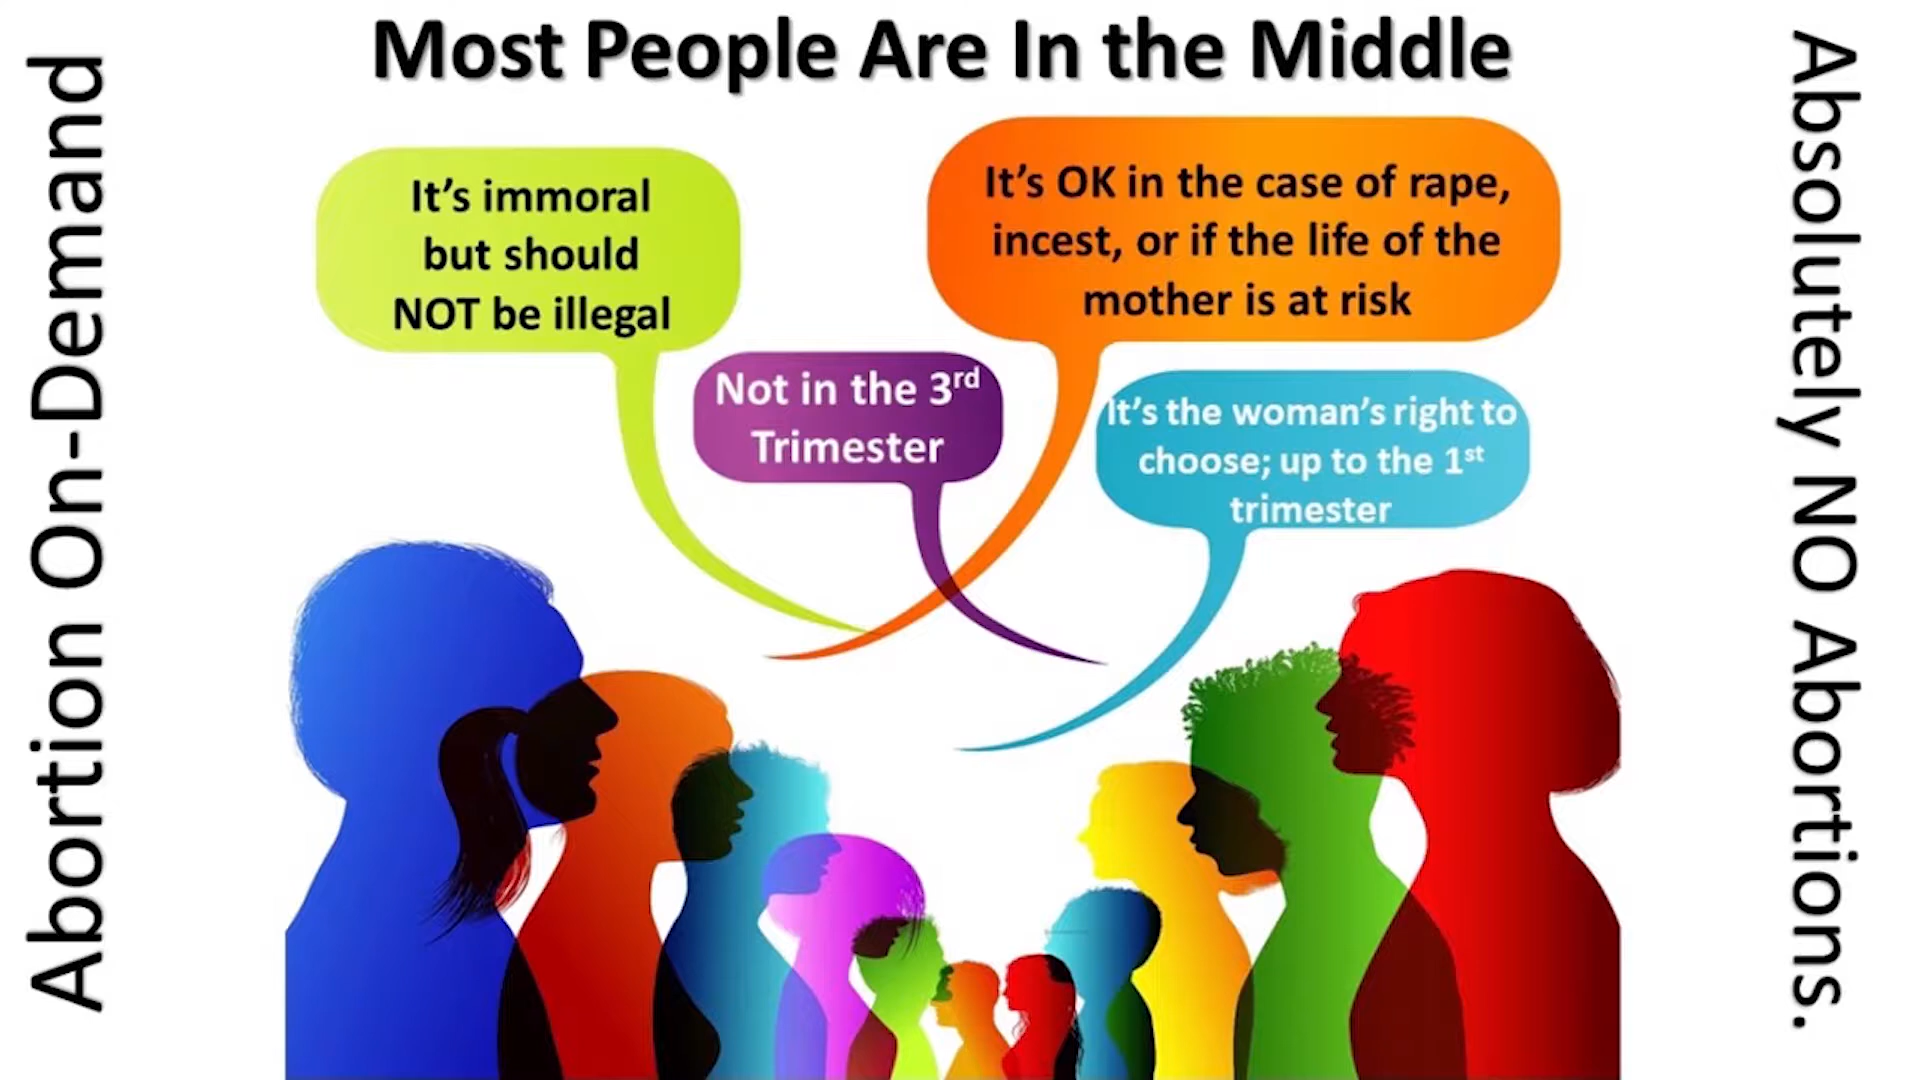 Most People Are In the Middle
Abortion On-Demand
It's immoral
but should
NOT be illegal
It's OK in the case of rape,
incest, or if the life of the
mother is at risk
Not in the 3rd
Trimester
It's the woman's right to
choose; up to the 1st
trimester
Absolutely NO Abortions.